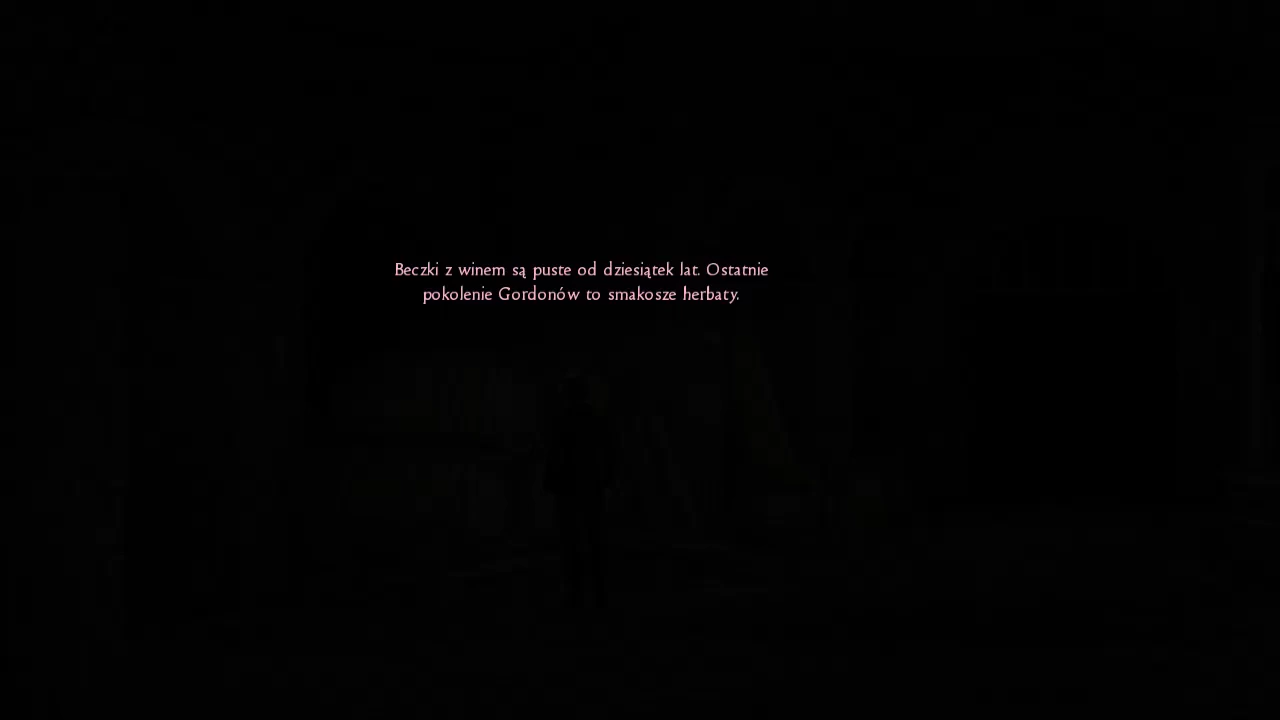 Beczki z winem są puste od dziesiątek lat. Ostatnie
pokolenie Gordonów to smakosze herbaty.